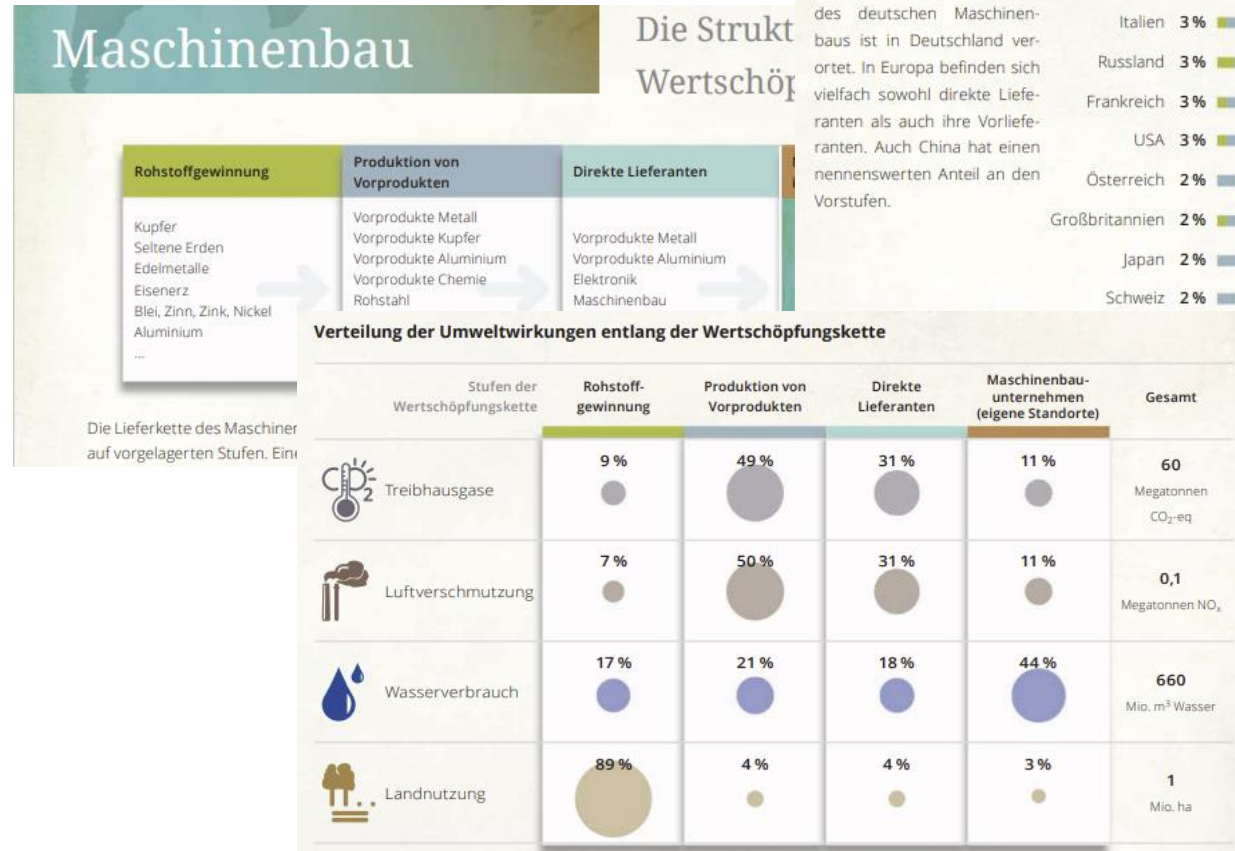 Maschinenbau
Die Strukt
Wertschöp
des deutschen Maschinen-
baus ist in Deutschland ver-
ortet. In Europa befinden sich
vielfach sowohl direkte Liefe-
ranten als auch ihre Vorliefe-
ranten. Auch China hat einen
nennenswerten Anteil an den
Vorstufen.
Italien 3 %
Russland 3 %
Frankreich 3 %
USA 3 %
Österreich 2 %
Großbritannien 2 %
Japan 2 %
Schweiz 2 %
Rohstoffgewinnung
Kupfer
Seltene Erden
Edelmetalle
Eisenerz
Blei, Zinn, Zink, Nickel
Aluminium
...
Produktion von
Vorprodukten
Vorprodukte Metall
Vorprodukte Kupfer
Vorprodukte Aluminium
Vorprodukte Chemie
Rohstahl
Direkte Lieferanten
Vorprodukte Metall
Vorprodukte Aluminium
Elektronik
Maschinenbau
Die Lieferkette des Maschinen
auf vorgelagerten Stufen. Eine
Verteilung der Umweltwirkungen entlang der Wertschöpfungskette
Stufen der
Wertschöpfungskette
Rohstoff-
gewinnung
Produktion von
Vorprodukten
Direkte
Lieferanten
Maschinenbau-
unternehmen
(eigene Standorte)
Gesamt
CO2
Treibhausgase
9 %
49 %
31 %
11 %
60
Megatonnen
CO₂-eq
Luftverschmutzung
7 %
50 %
31 %
11 %
0,1
Megatonnen NOₓ
Wasserverbrauch
17 %
21 %
18 %
44 %
660
Mio. m³ Wasser
Landnutzung
89 %
4 %
4 %
3 %
1
Mio. ha